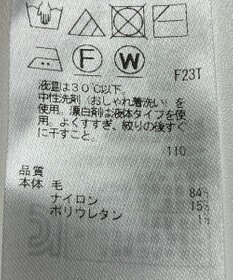 F W
F23T
液温は30℃以下、
中性洗剤(おしゃれ着洗い)を
使用。漂白剤は液体タイプを使
用。よくすすぎ、絞りの後すぐ
に干すこと。
110
品質
本体 毛 84%
ナイロン 15%
ポリウレタン 1%